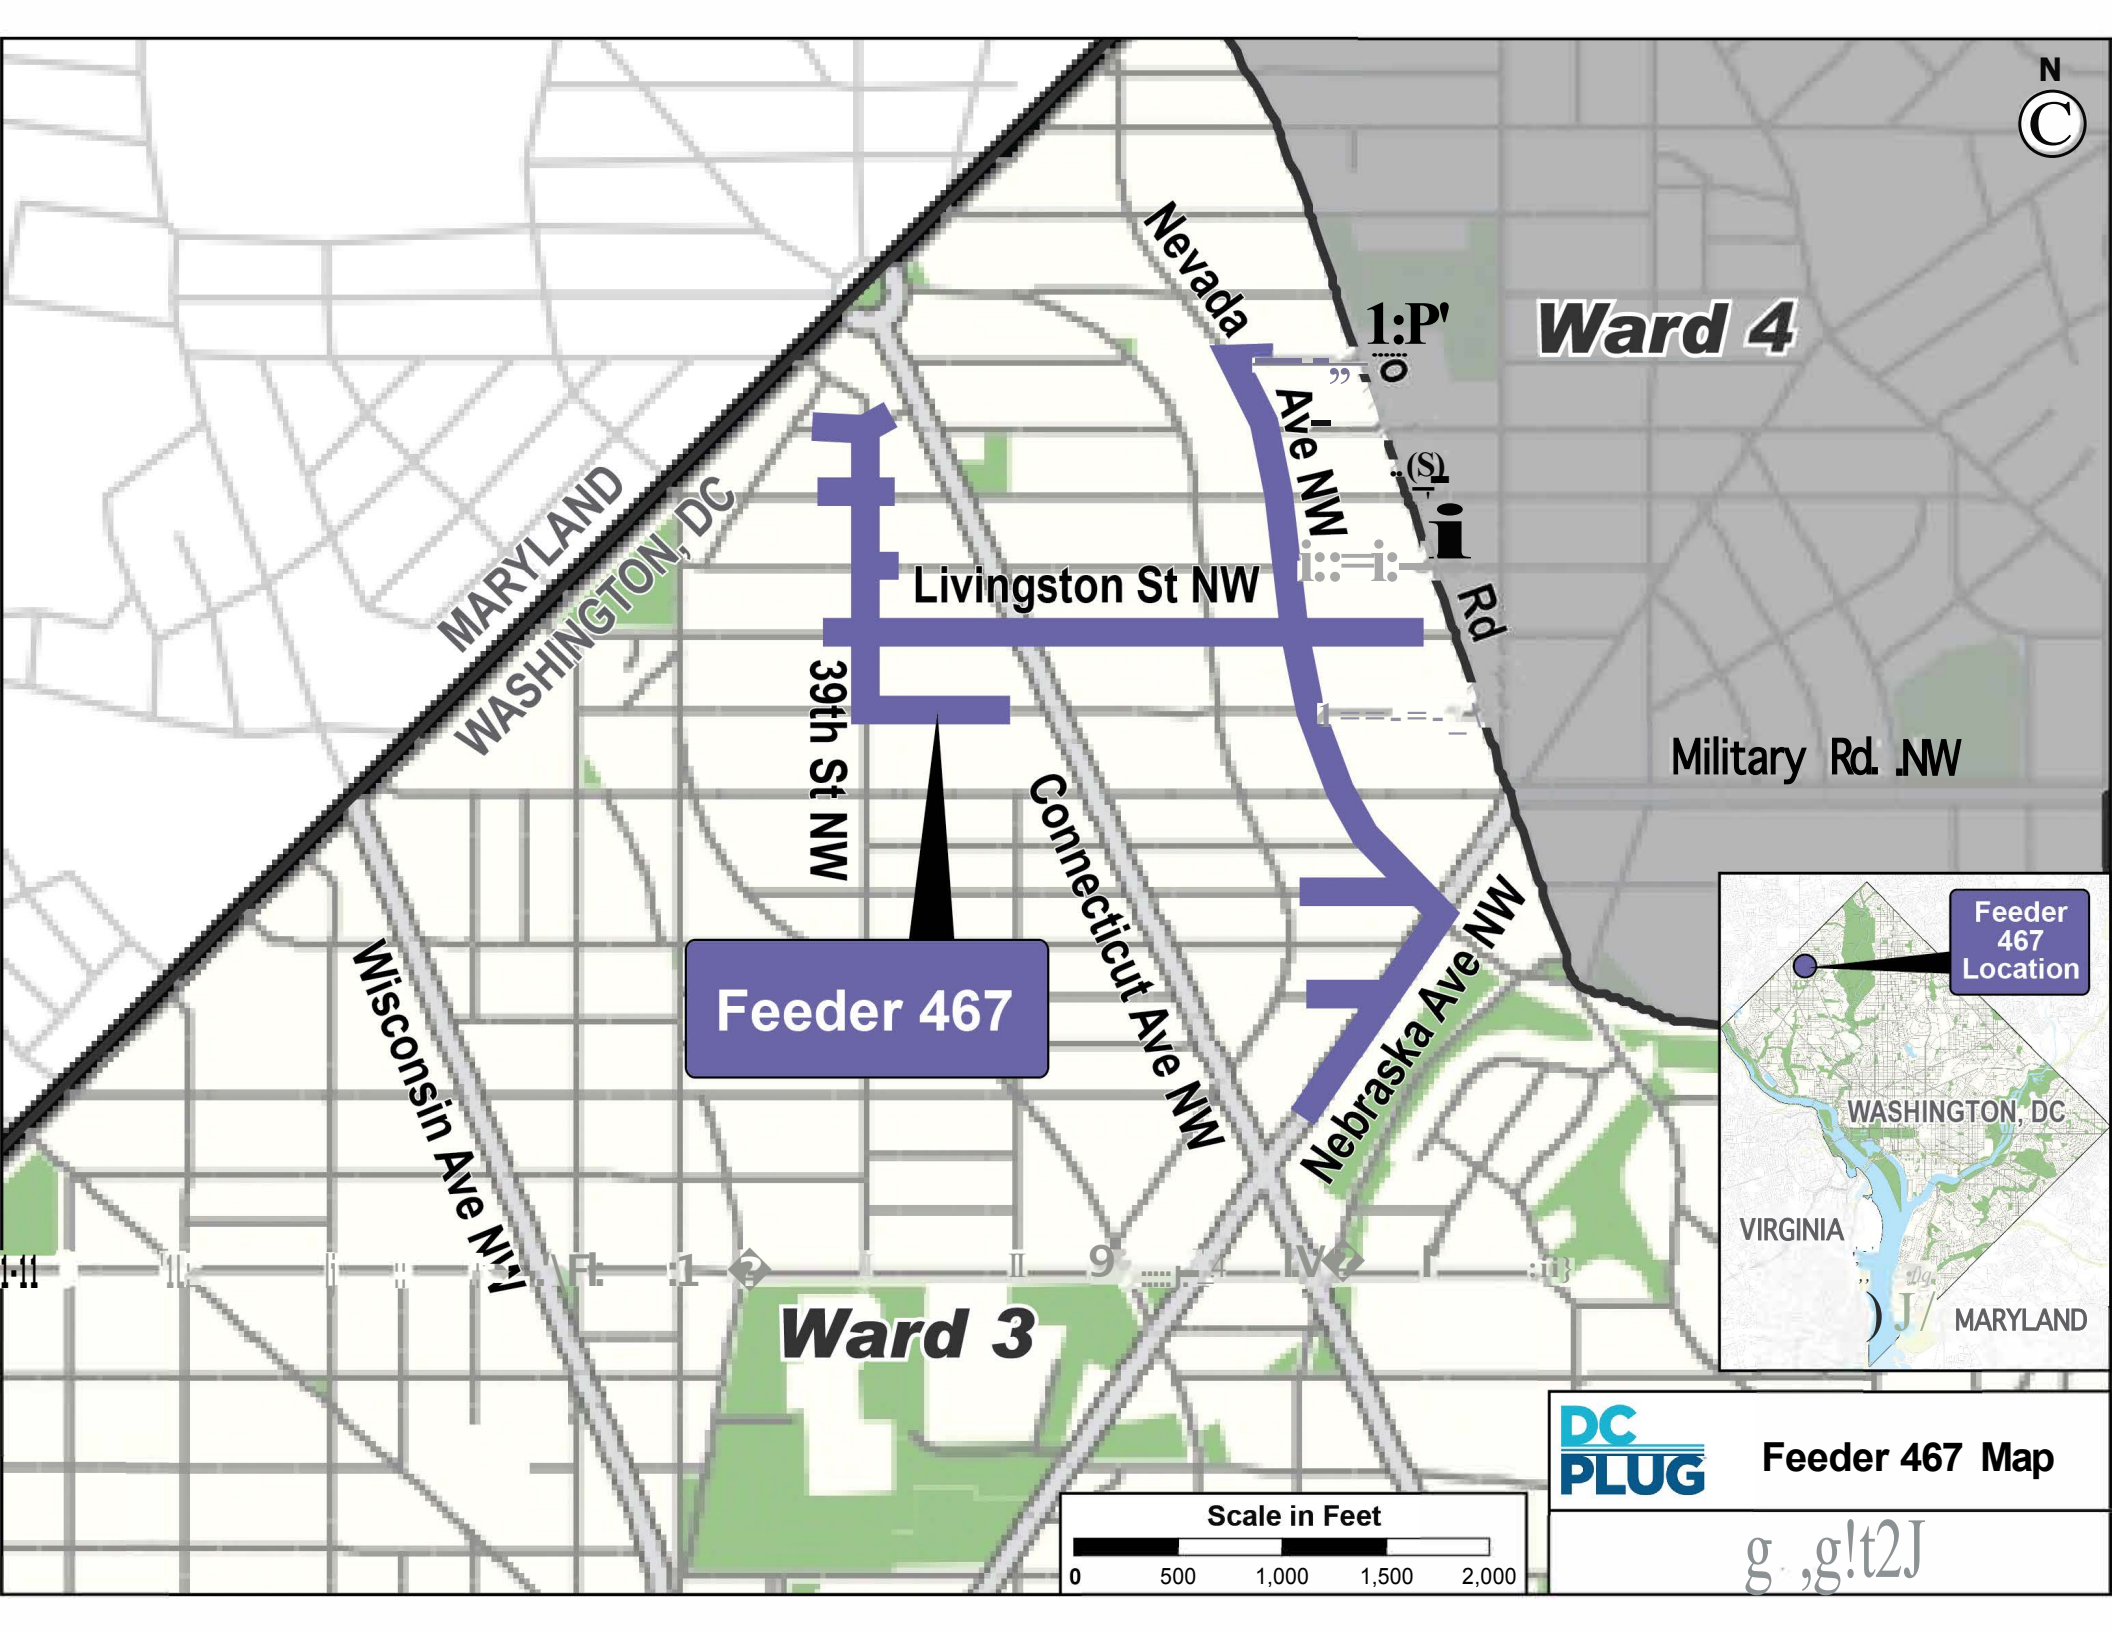 N
C
Nevada
Ave NW
Ward 4
MARYLAND
WASHINGTON, DC
Livingston St NW
Rd
39th St NW
Military Rd. .NW
Connecticut Ave NW
Feeder
467
Location
Feeder 467
Wisconsin Ave NW
Nebraska Ave NW
WASHINGTON, DC
VIRGINIA
MARYLAND
Ward 3
DC
PLUG
Feeder 467 Map
Scale in Feet
0 500 1,000 1,500 2,000